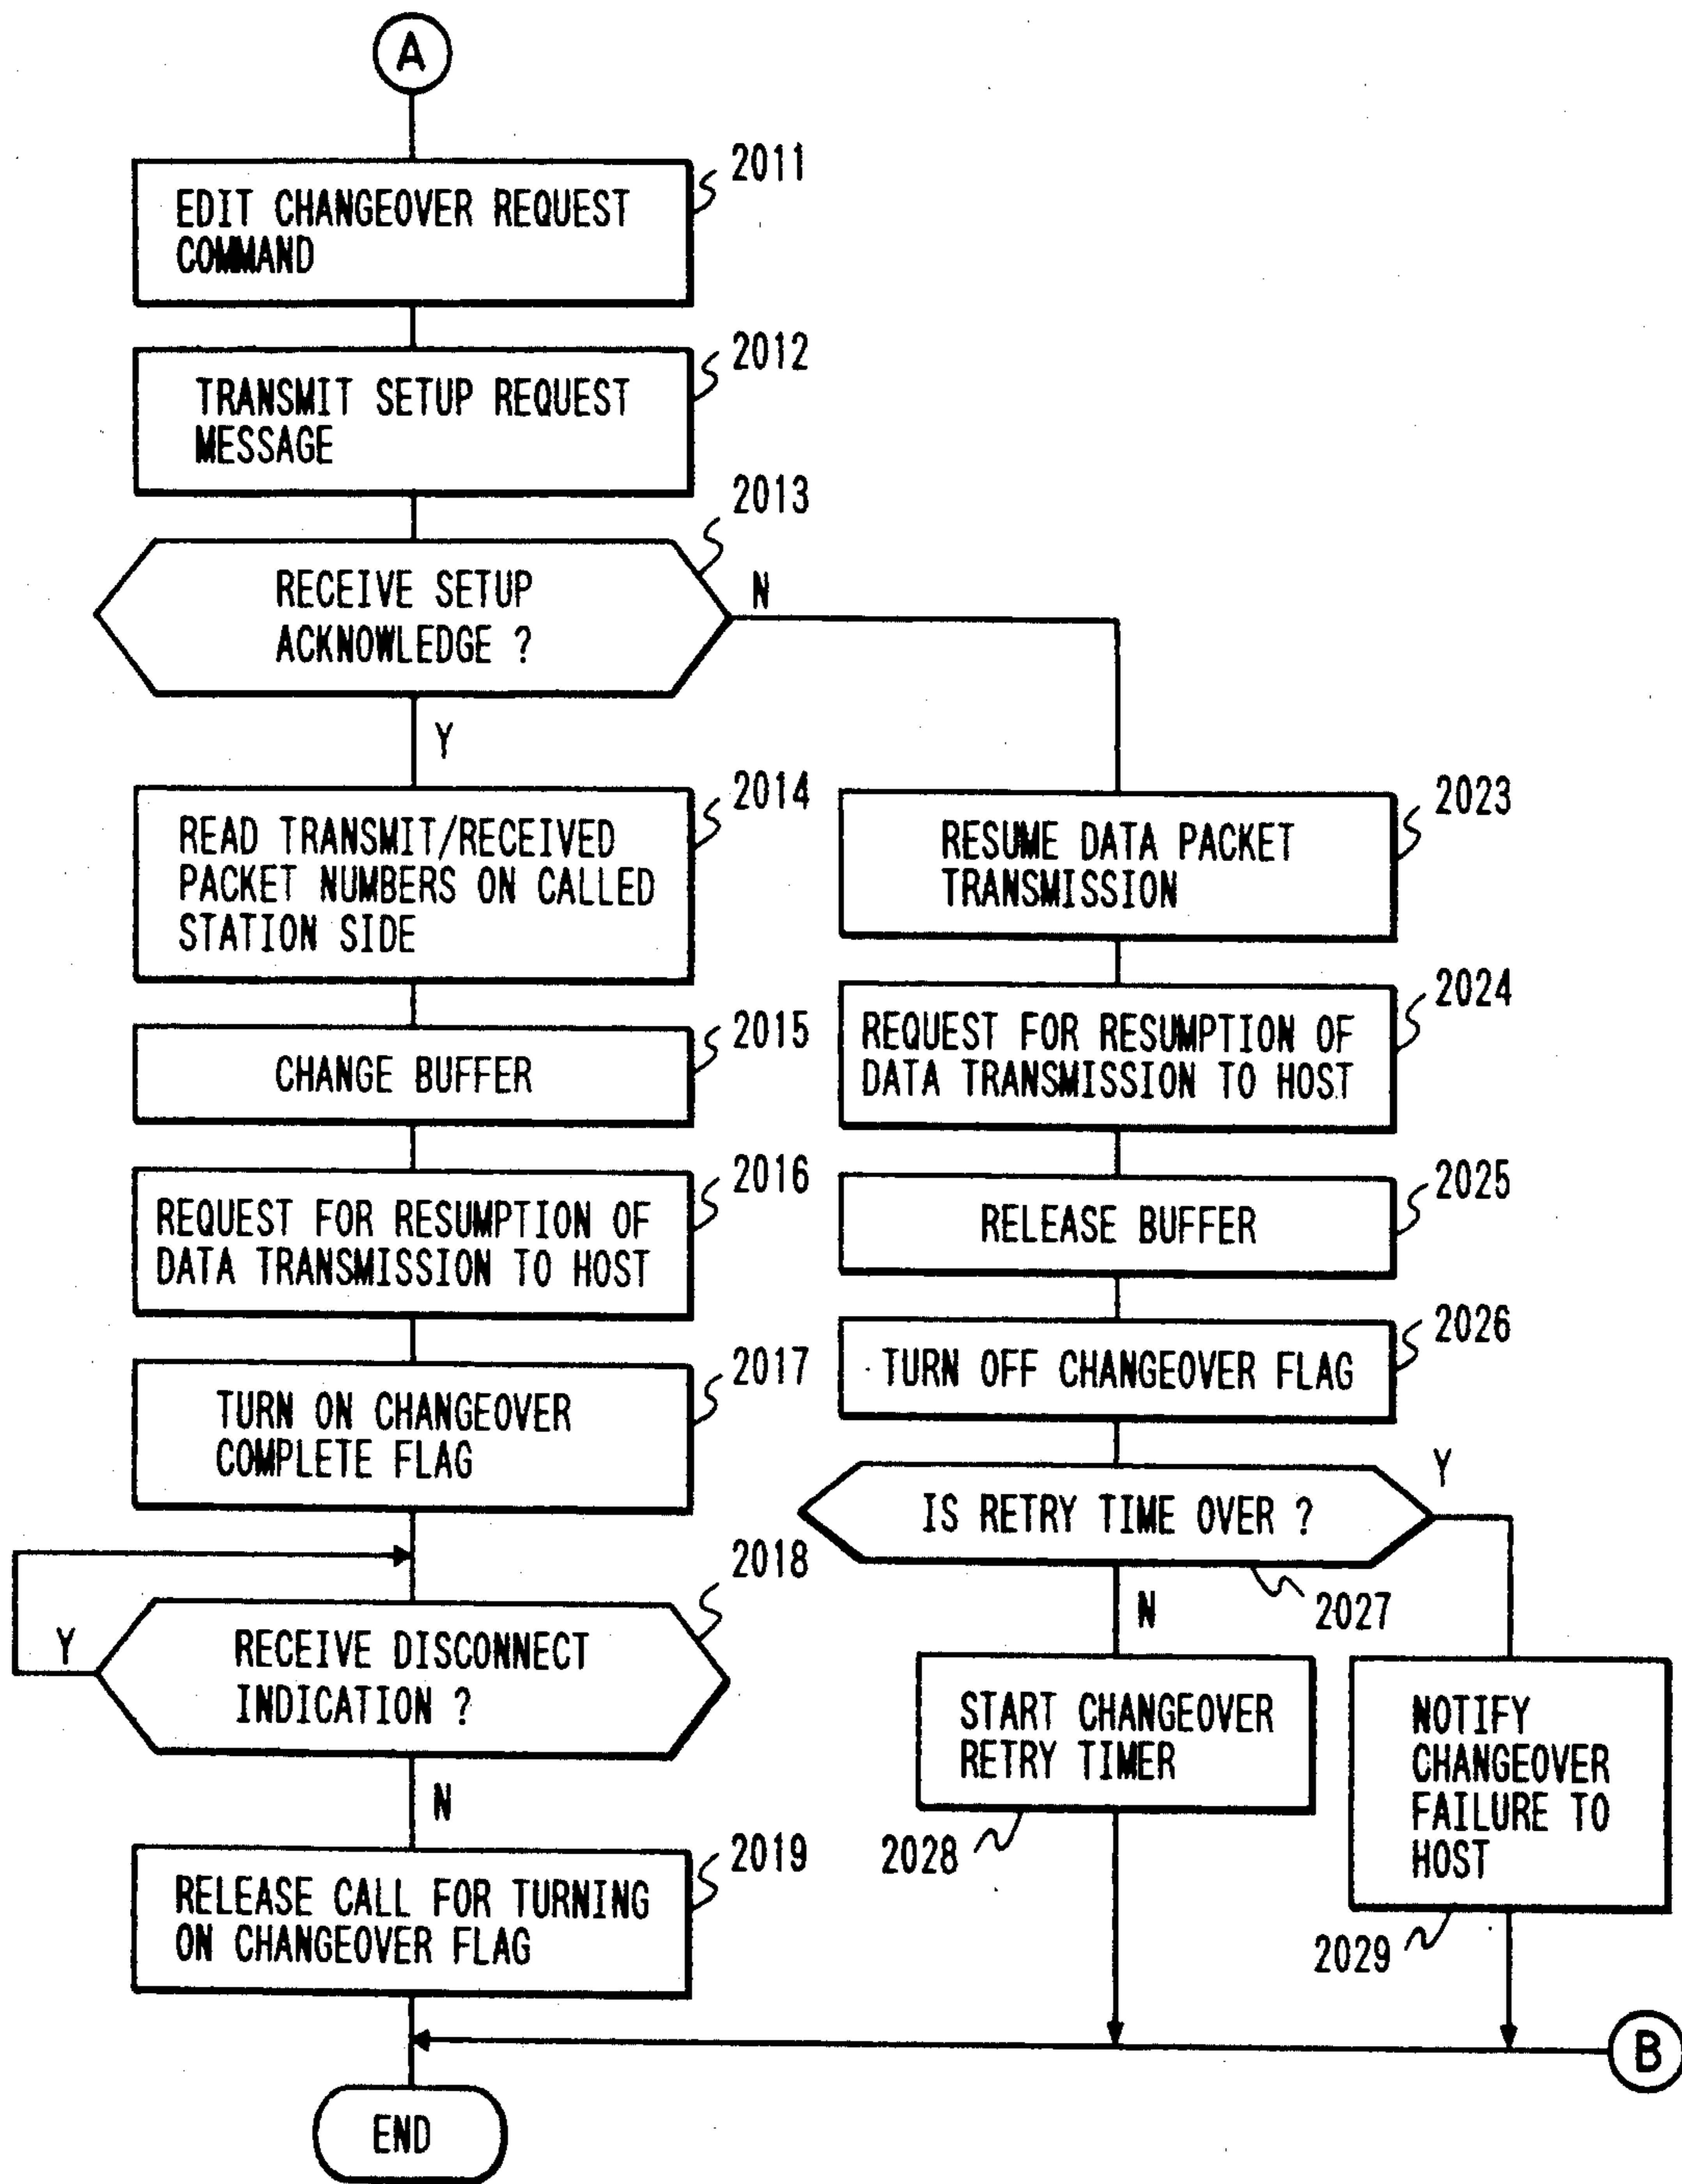 A
2011
EDIT CHANGEOVER REQUEST
COMMAND
2012
TRANSMIT SETUP REQUEST
MESSAGE
2013
RECEIVE SETUP
ACKNOWLEDGE ?
N
Y
2014
READ TRANSMIT/RECEIVED
PACKET NUMBERS ON CALLED
STATION SIDE
2015
CHANGE BUFFER
2016
REQUEST FOR RESUMPTION OF
DATA TRANSMISSION TO HOST
2017
TURN ON CHANGEOVER
COMPLETE FLAG
2018
RECEIVE DISCONNECT
INDICATION ?
Y
N
2019
RELEASE CALL FOR TURNING
ON CHANGEOVER FLAG
2023
RESUME DATA PACKET
TRANSMISSION
2024
REQUEST FOR RESUMPTION OF
DATA TRANSMISSION TO HOST
2025
RELEASE BUFFER
2026
TURN OFF CHANGEOVER FLAG
Y
IS RETRY TIME OVER ?
2027
N
START CHANGEOVER
RETRY TIMER
2028
NOTIFY
CHANGEOVER
FAILURE TO
HOST
2029
B
END